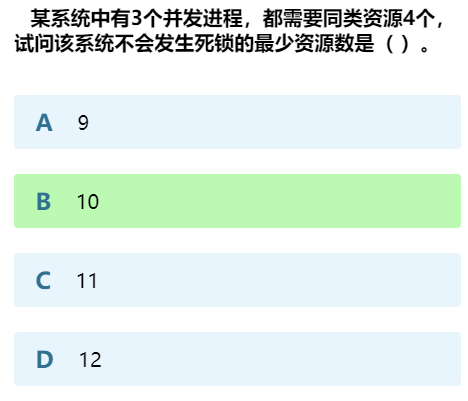 某系统中有3个并发进程，都需要同类资源4个，
试问该系统不会发生死锁的最少资源数是（ ）。
A 9
B 10
C 11
D 12